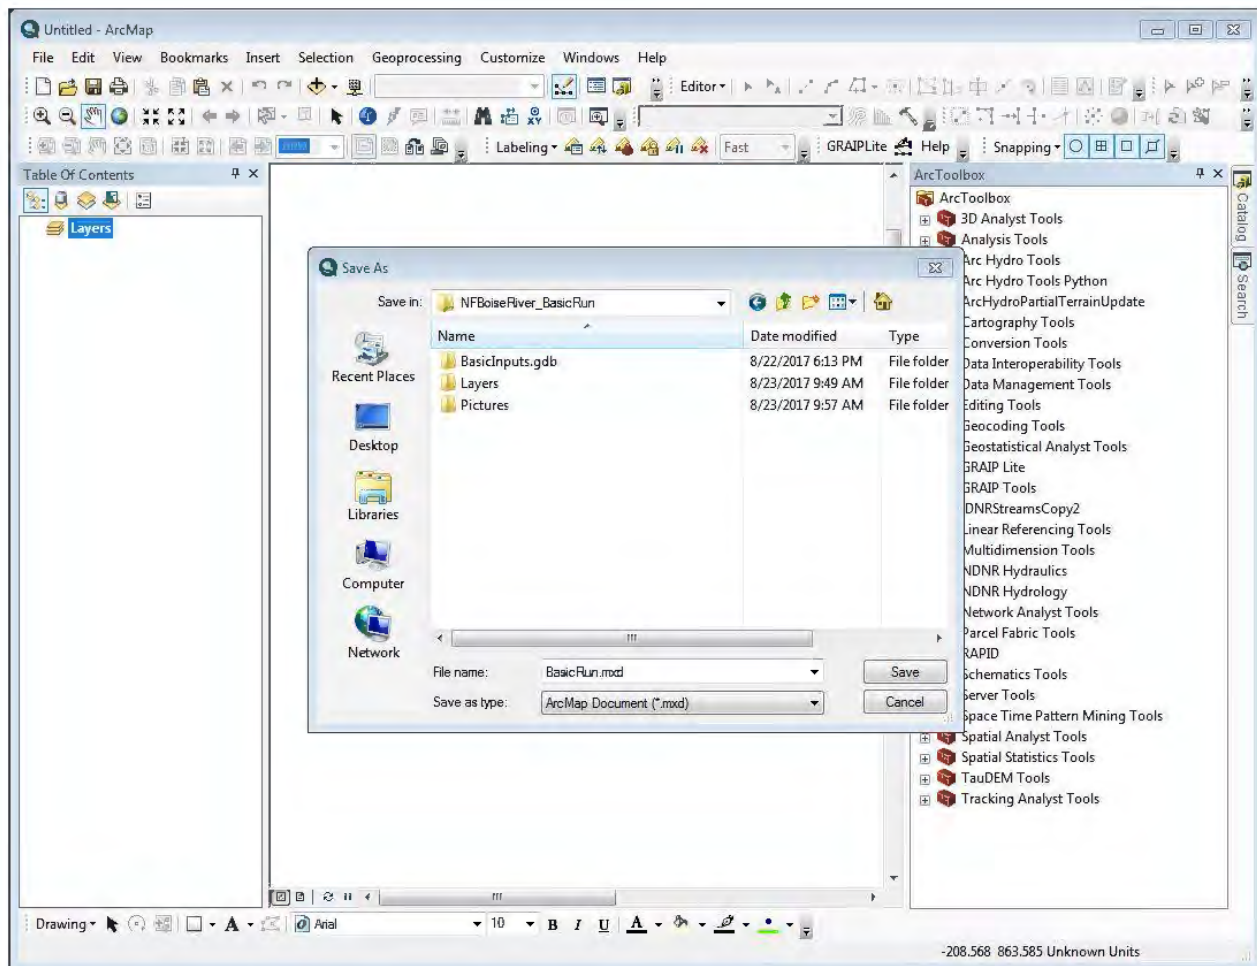 Untitled - ArcMap
File Edit View Bookmarks Insert Selection Geoprocessing Customize Windows Help
Editor
Labeling Fast GRAIPLite Help Snapping
Table Of Contents
Layers
ArcToolbox
ArcToolbox
3D Analyst Tools
Analysis Tools
Arc Hydro Tools
Arc Hydro Tools Python
ArcHydroPartialTerrainUpdate
Cartography Tools
Conversion Tools
Data Interoperability Tools
Data Management Tools
Editing Tools
Geocoding Tools
Geostatistical Analyst Tools
GRAIP Lite
GRAIP Tools
IDNRStreamsCopy2
Linear Referencing Tools
Multidimension Tools
NDNR Hydraulics
NDNR Hydrology
Network Analyst Tools
Parcel Fabric Tools
RAPID
Schematics Tools
Server Tools
Space Time Pattern Mining Tools
Spatial Analyst Tools
Spatial Statistics Tools
TauDEM Tools
Tracking Analyst Tools
Catalog
Search
Save As
Save in: NFBoiseRiver_BasicRun
Name Date modified Type
BasicInputs.gdb 8/22/2017 6:13 PM File folder
Layers 8/23/2017 9:49 AM File folder
Pictures 8/23/2017 9:57 AM File folder
Recent Places
Desktop
Libraries
Computer
Network
File name: BasicRun.mxd Save
Save as type: ArcMap Document (*.mxd) Cancel
Drawing A Arial 10 B I U A
-208.568 863.585 Unknown Units